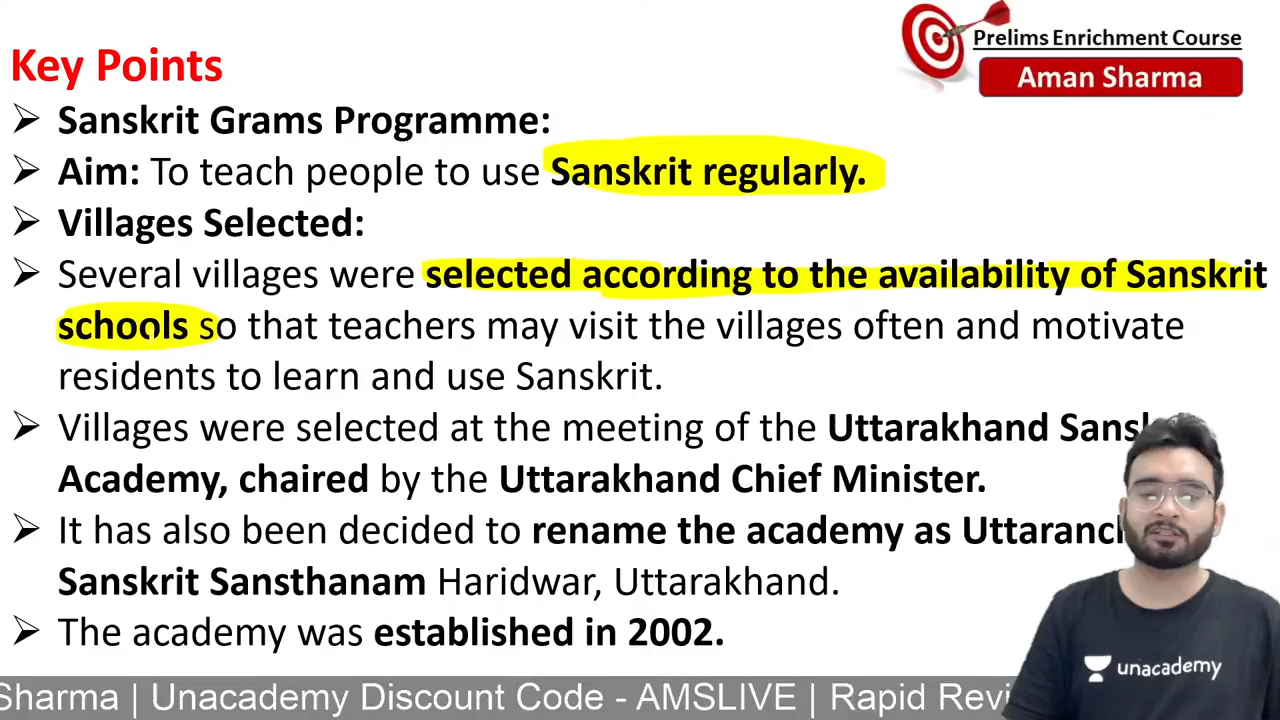 Prelims Enrichment Course
Aman Sharma
Key Points
Sanskrit Grams Programme:
Aim: To teach people to use Sanskrit regularly.
Villages Selected:
Several villages were selected according to the availability of Sanskrit
schools so that teachers may visit the villages often and motivate
residents to learn and use Sanskrit.
Villages were selected at the meeting of the Uttarakhand
Academy, chaired by the Uttarakhand Chief Minister.
It has also been decided to rename the academy as
Sanskrit Sansthanam Haridwar, Uttarakhand.
The academy was established in 2002.
unacademy
Sharma | Unacademy Discount Code - AMSLIVE | Rapid